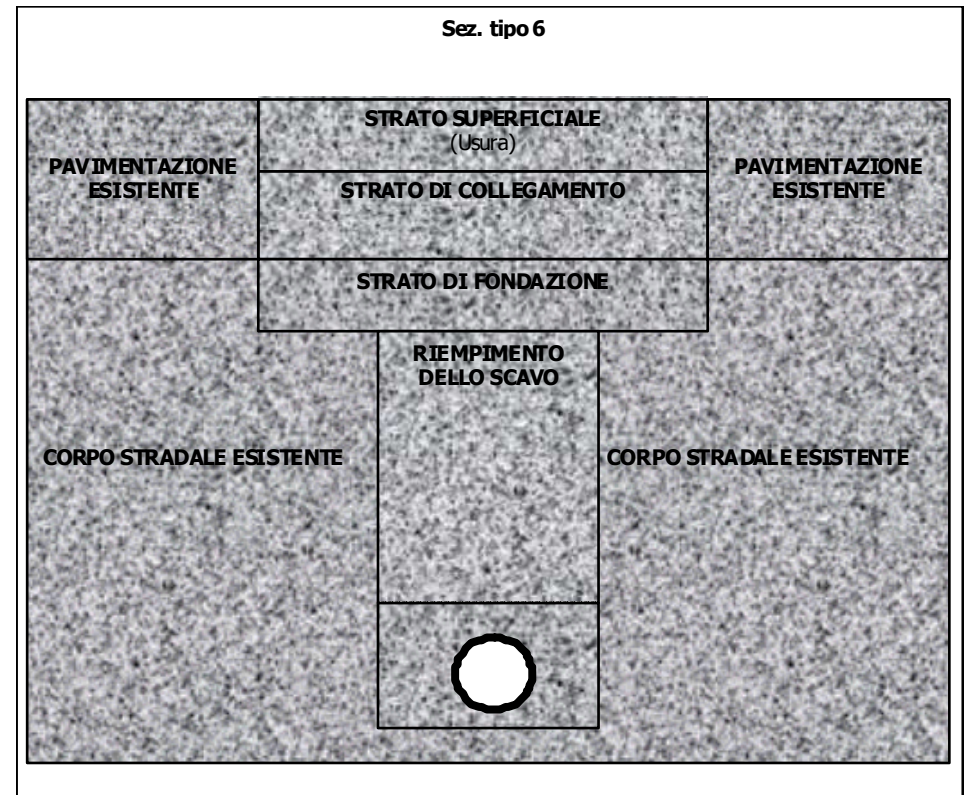 Sez. tipo 6
STRATO SUPERFICIALE
(Usura)
PAVIMENTAZIONE
ESISTENTE
PAVIMENTAZIONE
ESISTENTE
STRATO DI COLLEGAMENTO
STRATO DI FONDAZIONE
RIEMPIMENTO
DELLO SCAVO
CORPO STRADALE ESISTENTE
CORPO STRADALE ESISTENTE